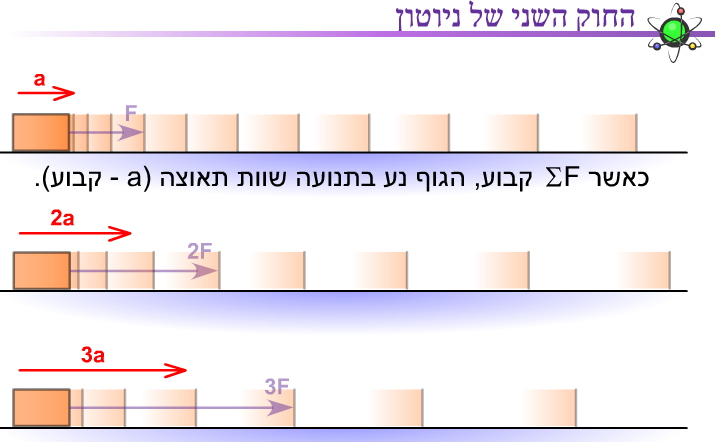 החוק השני של ניוטון
a
F
כאשר ΣF קבוע, הגוף נע בתנועה שוות תאוצה (a - קבוע).
2a
2F
3a
3F